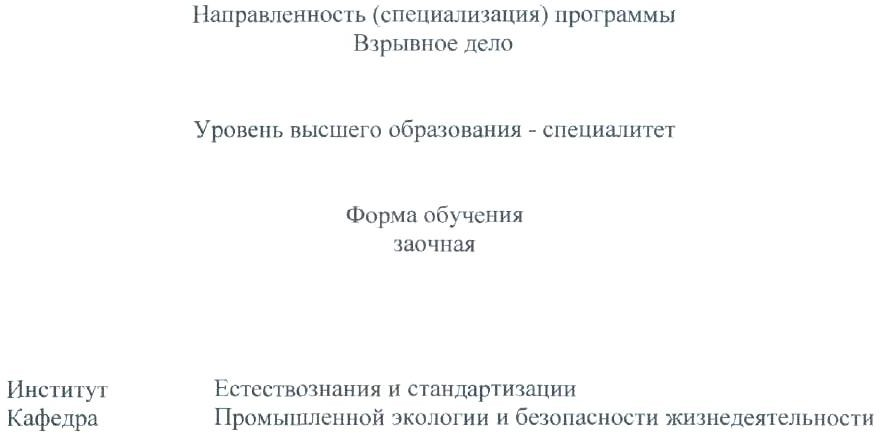 Направленность (специализация) программы
Взрывное дело
Уровень высшего образования - специалитет
Форма обучения
заочная
Институт Естествознания и стандартизации
Кафедра Промышленной экологии и безопасности жизнедеятельности